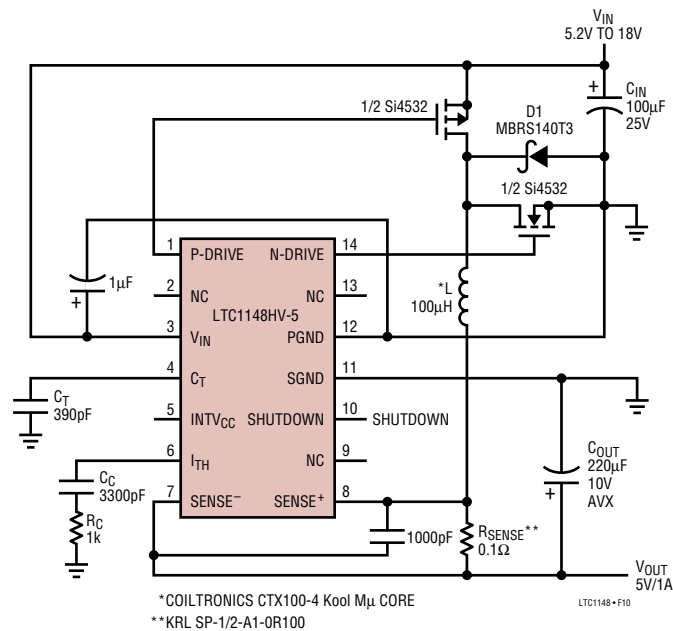 V_IN
5.2V TO 18V
1/2 Si4532
D1
MBRS140T3
+
C_IN
100µF
25V
1/2 Si4532
1µF
+
1
P-DRIVE
N-DRIVE
14
2
NC
NC
13
LTC1148HV-5
3
V_IN
PGND
12
4
C_T
SGND
11
5
INTV_CC
SHUTDOWN
10
SHUTDOWN
6
I_TH
NC
9
7
SENSE⁻
SENSE⁺
8
*L
100µH
C_T
390pF
C_C
3300pF
R_C
1k
1000pF
R_SENSE**
0.1Ω
C_OUT
220µF
10V
AVX
+
V_OUT
5V/1A
*COILTRONICS CTX100-4 Kool Mµ CORE
**KRL SP-1/2-A1-0R100
LTC1148 • F10